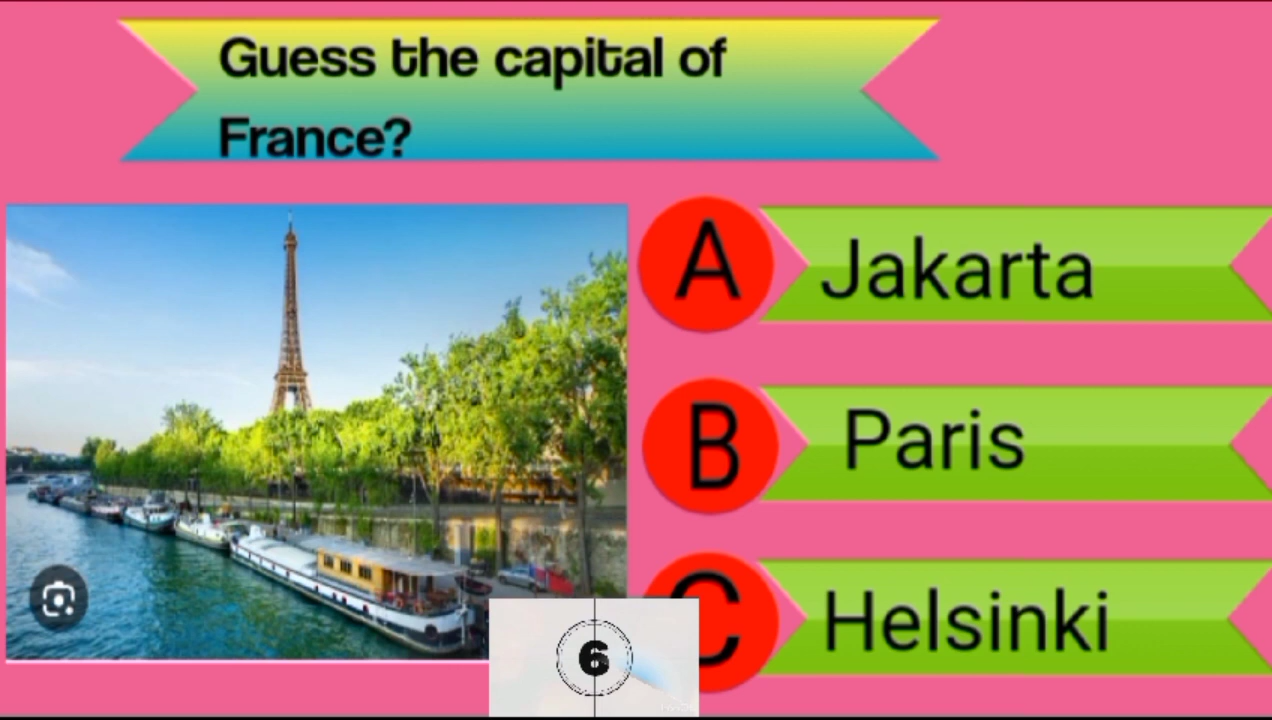 Guess the capital of
France?
A Jakarta
B Paris
C Helsinki
6